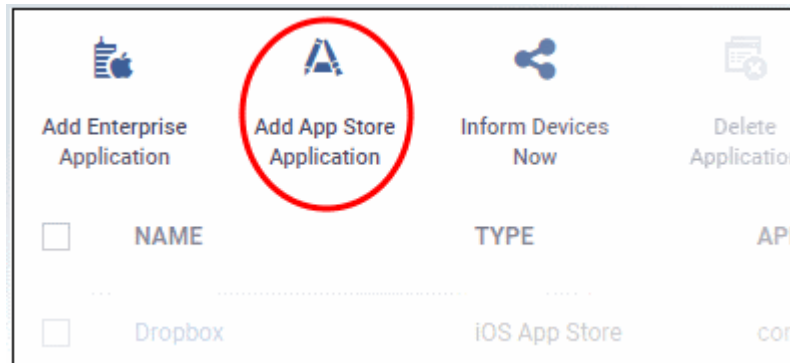 Add Enterprise Application
Add App Store Application
Inform Devices Now
Delete
NAME TYPE
Dropbox iOS App Store